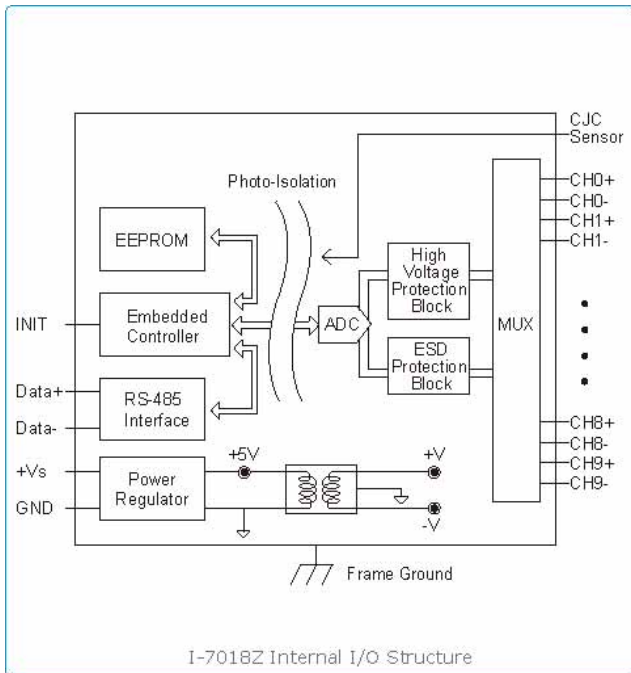 CJC
Sensor
Photo-Isolation
CH0+
CH0-
CH1+
CH1-
EEPROM
High
Voltage
Protection
Block
INIT
Embedded
Controller
ADC
MUX
ESD
Protection
Block
Data+
Data-
RS-485
Interface
CH8+
CH8-
CH9+
CH9-
+Vs
GND
Power
Regulator
+5V
+V
-V
Frame Ground
I-7018Z Internal I/O Structure